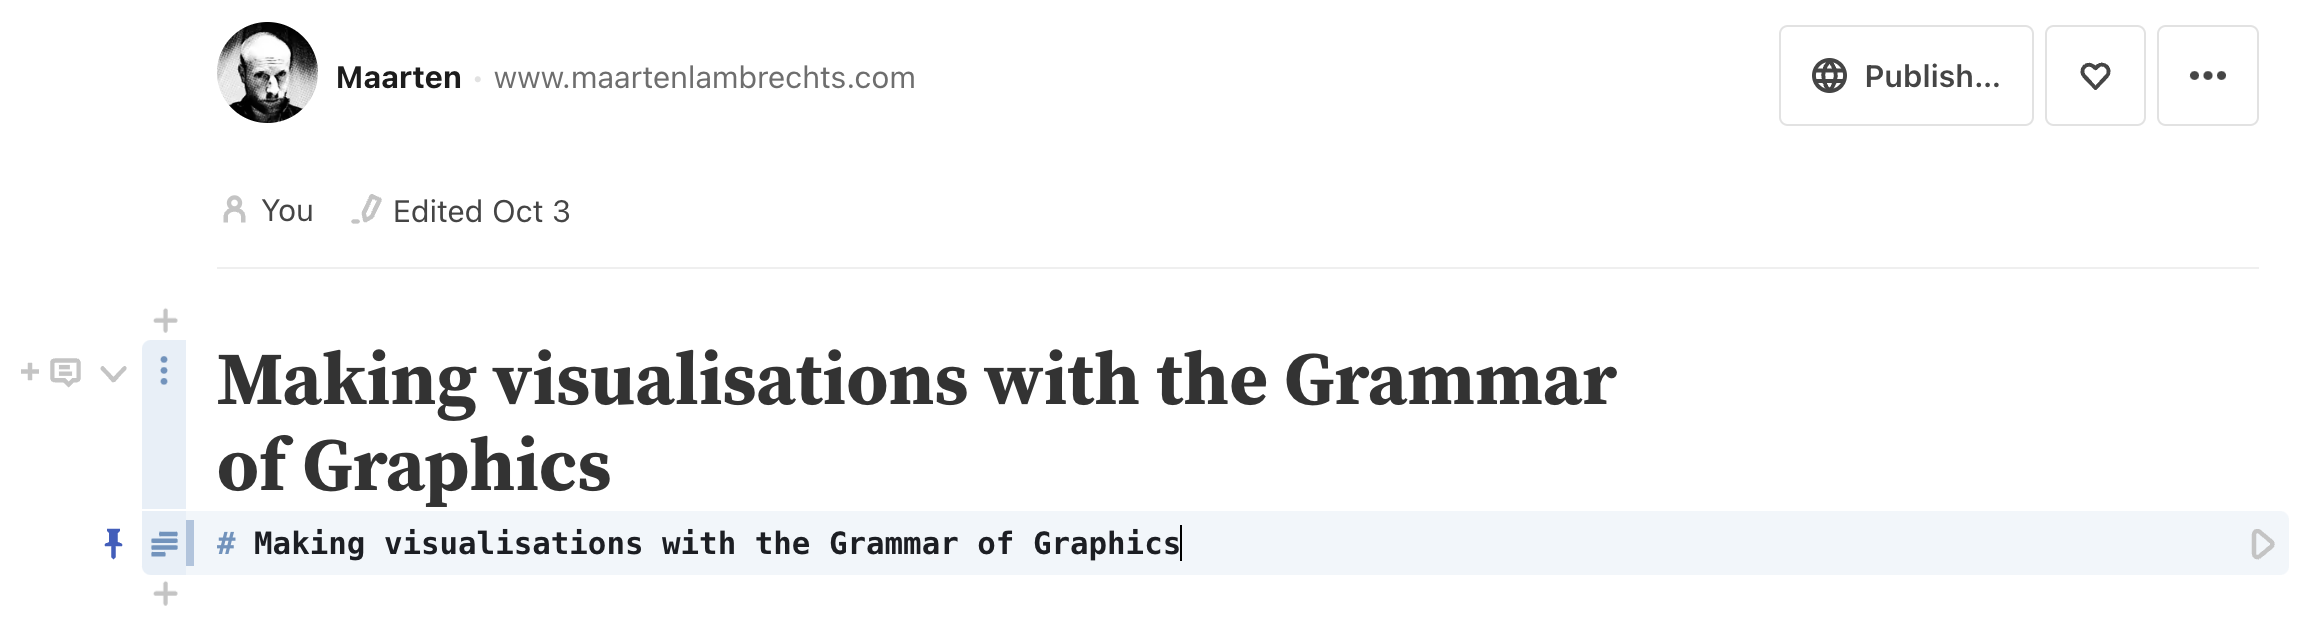 Maarten · www.maartenlambrechts.com
Publish...
You Edited Oct 3
Making visualisations with the Grammar
of Graphics
# Making visualisations with the Grammar of Graphics